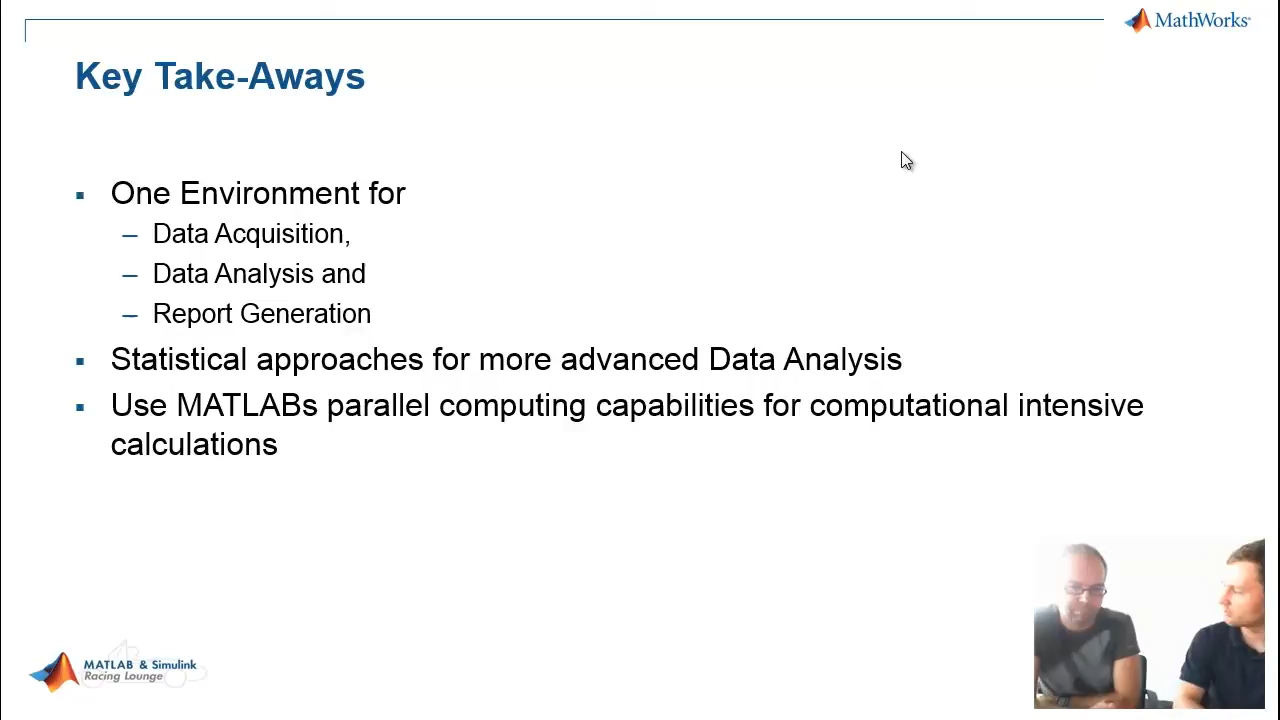 MathWorks®
Key Take-Aways
▪ One Environment for
– Data Acquisition,
– Data Analysis and
– Report Generation
▪ Statistical approaches for more advanced Data Analysis
▪ Use MATLABs parallel computing capabilities for computational intensive
calculations
MATLAB & Simulink
Racing Lounge